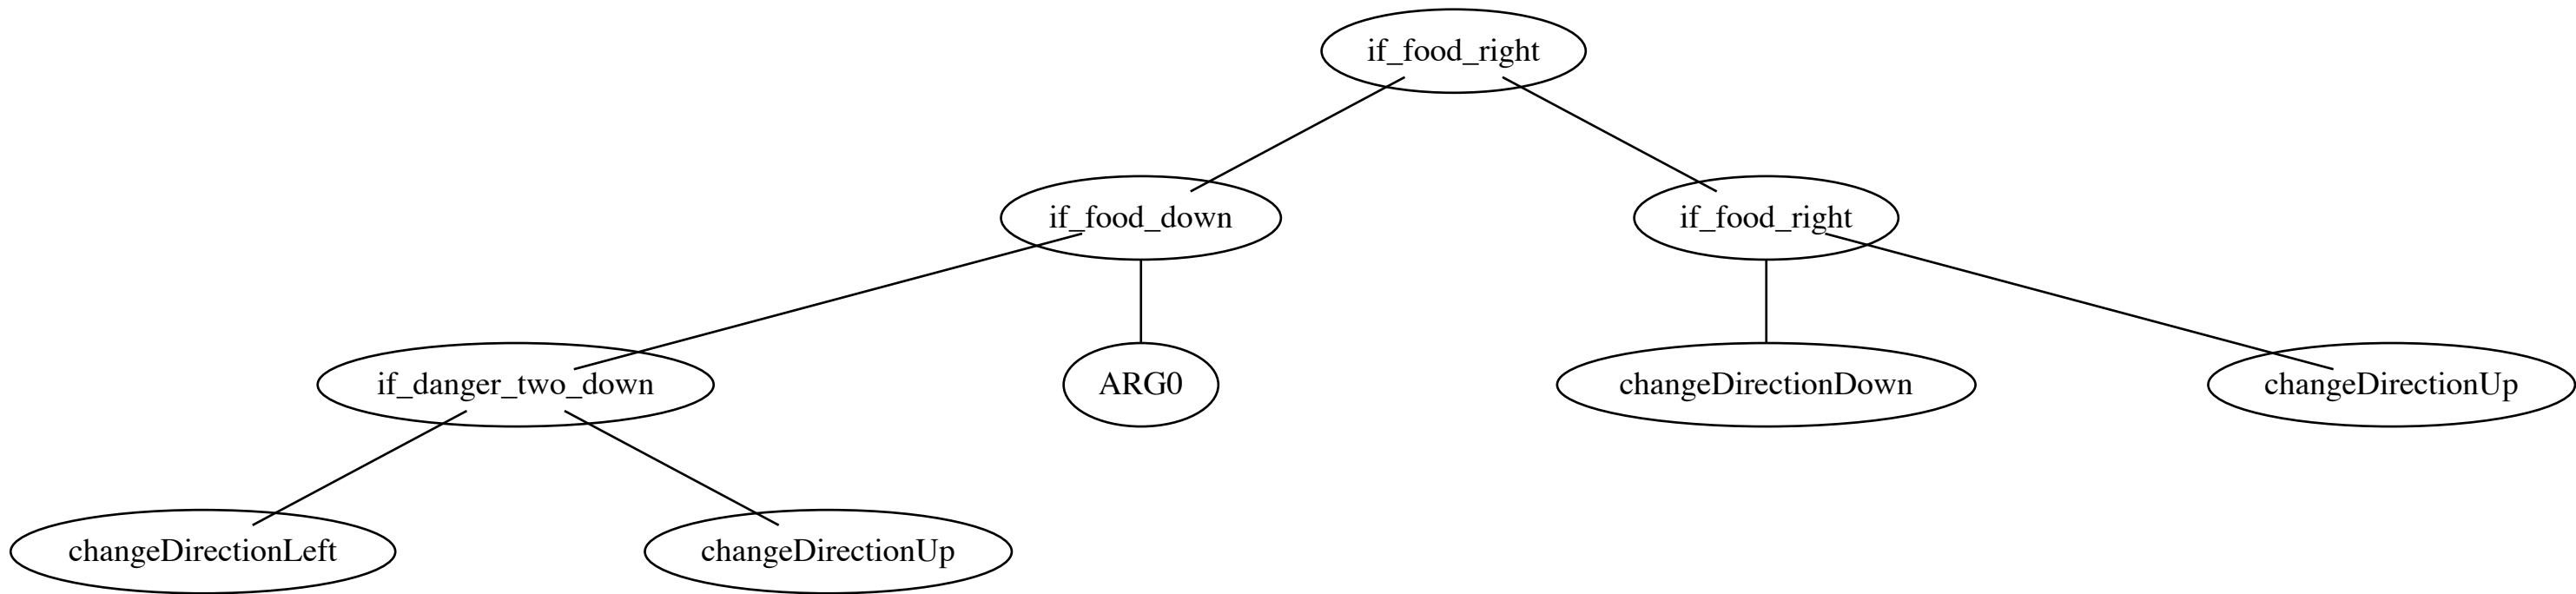 if_food_right
if_food_down
if_food_right
if_danger_two_down
ARG0
changeDirectionDown
changeDirectionUp
changeDirectionLeft
changeDirectionUp